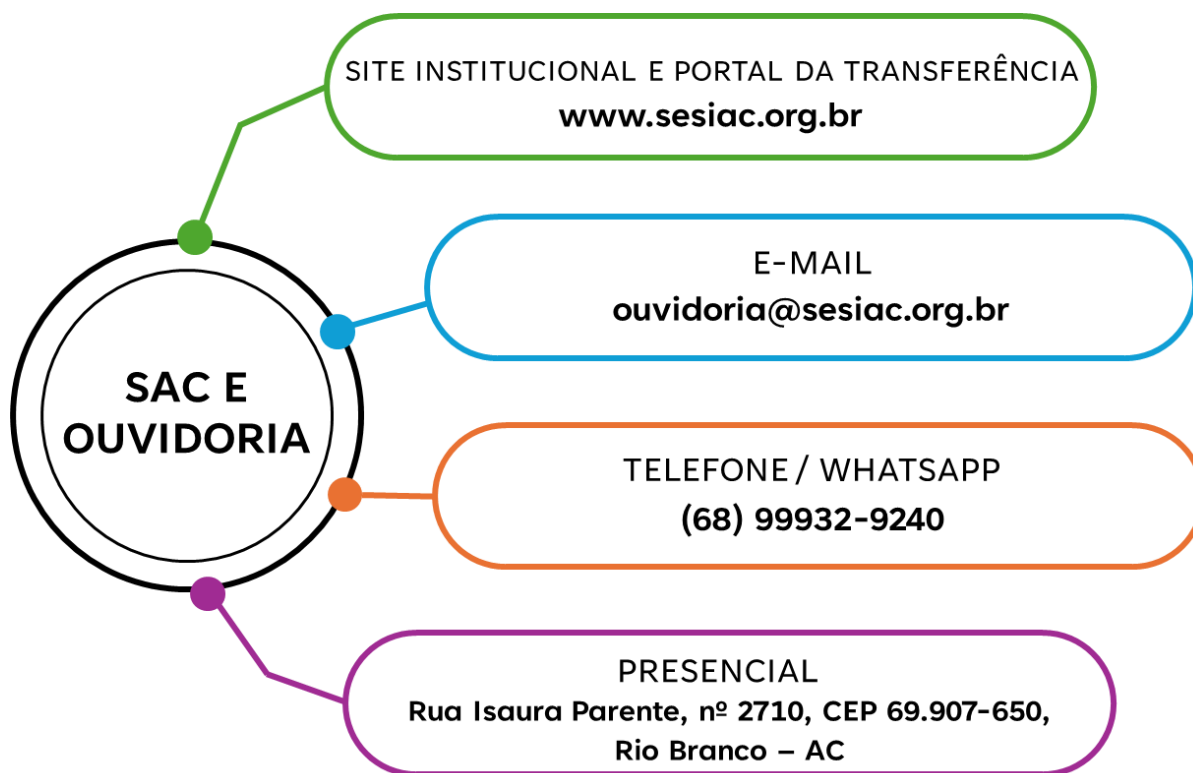 SITE INSTITUCIONAL E PORTAL DA TRANSFERÊNCIA
www.sesiac.org.br
E-MAIL
ouvidoria@sesiac.org.br
SAC E
OUVIDORIA
TELEFONE / WHATSAPP
(68) 99932-9240
PRESENCIAL
Rua Isaura Parente, nº 2710, CEP 69.907-650,
Rio Branco – AC